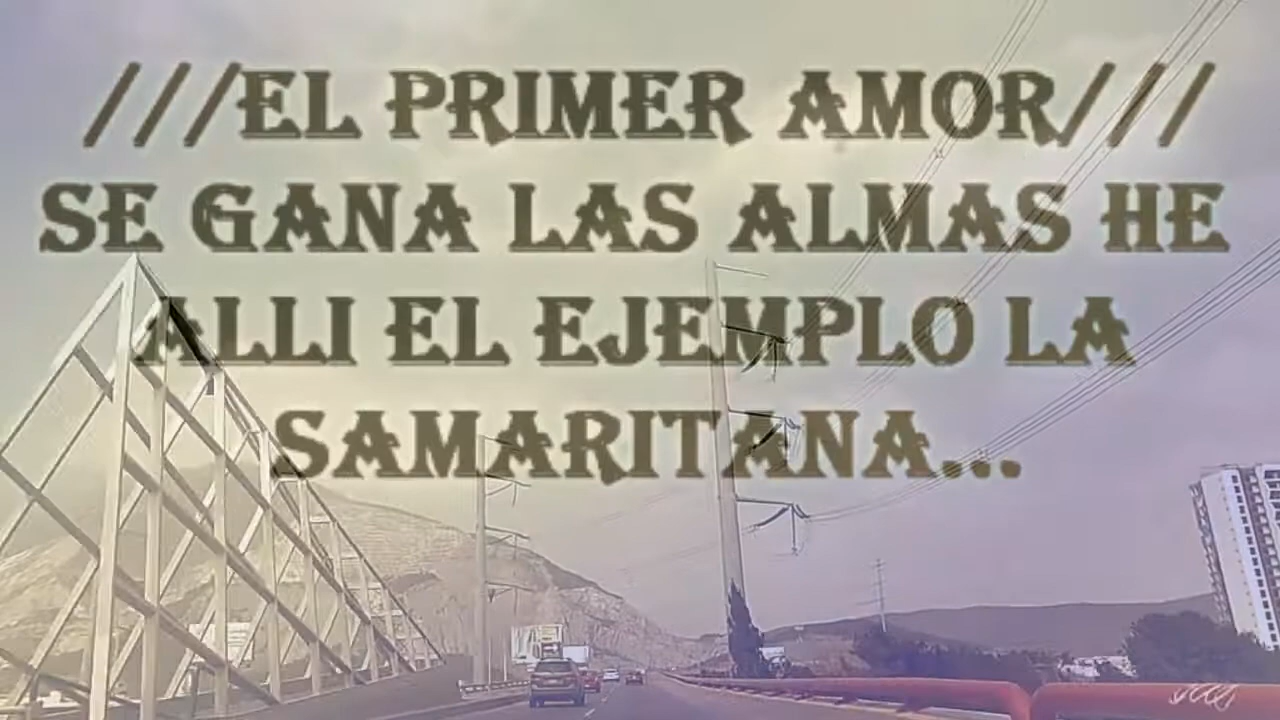 ///EL PRIMER AMOR///
SE GANA LAS ALMAS HE
ALLI EL EJEMPLO LA
SAMARITANA...